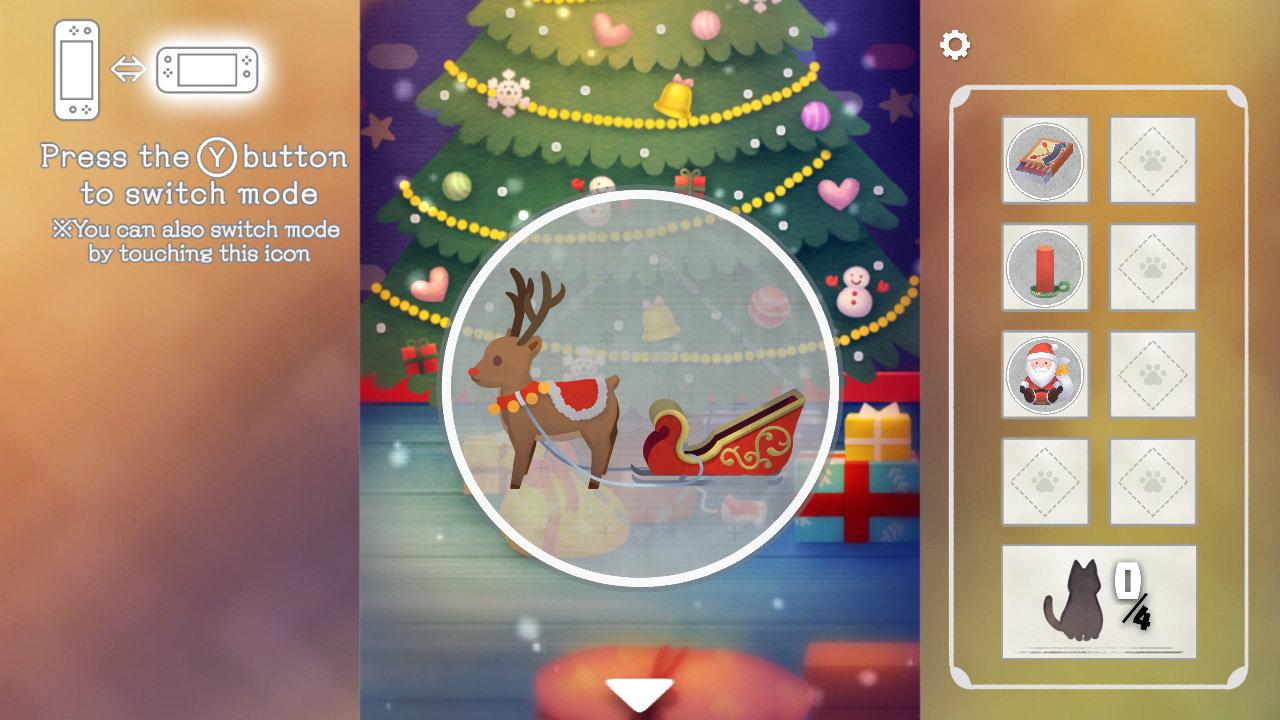 Press the Y button
to switch mode
※You can also switch mode
by touching this icon
0
/4